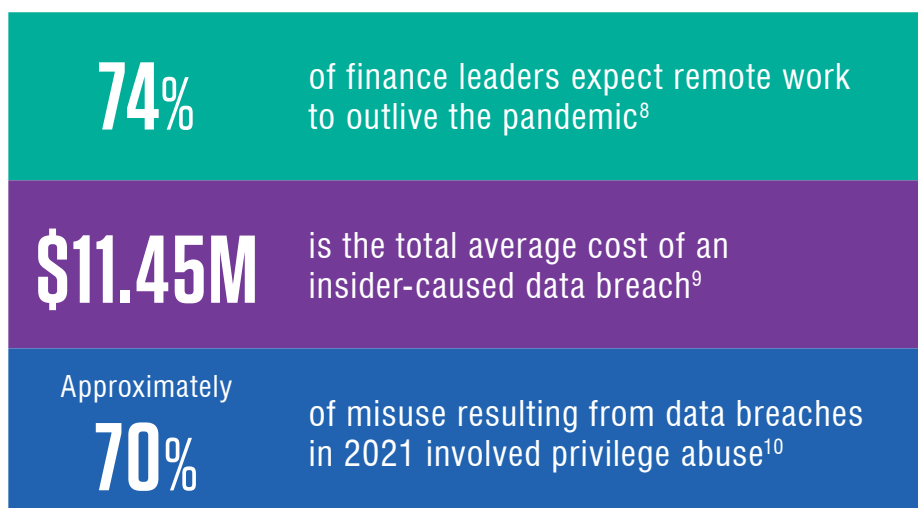 74%
of finance leaders expect remote work
to outlive the pandemic8
$11.45M
is the total average cost of an
insider-caused data breach9
Approximately
70%
of misuse resulting from data breaches
in 2021 involved privilege abuse10